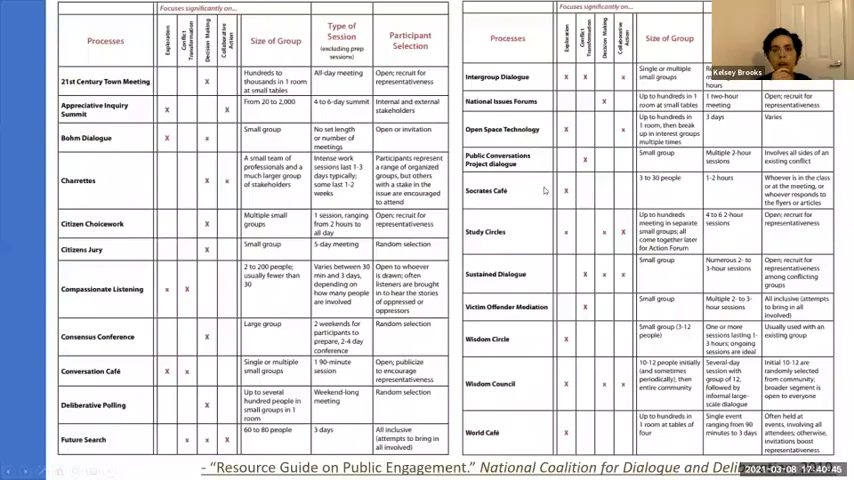 Focuses significantly on...
PROCESSES
Exploration
Conflict Transformation
Decision Making
Collaborative Action
Size of Group
Type of Session
(excluding prep sessions)
Participant Selection
21st Century Town Meeting
X
Hundreds to thousands in 1 room at small tables
All-day meeting
Open; recruit for representativeness
Appreciative Inquiry Summit
X
X
From 20 to 2,000
4 to 6-day summit
Internal and external stakeholders
Bohm Dialogue
X
x
Small group
No set length or number of meetings
Open or invitation
Charrettes
X
x
A small team of professionals and a much larger group of stakeholders
Intense work sessions last 1-3 days typically; some last 1-2 weeks
Participants represent a range of organized groups, but others with a stake in the issue are encouraged to attend
Citizen Choicework
X
Multiple small groups
1 session, ranging from 2 hours to all day
Open; recruit for representativeness
Citizens Jury
X
Small group
5-day meeting
Random selection
Compassionate Listening
x
X
2 to 200 people; usually fewer than 30
Varies between 30 min and 3 days, depending on how many people are involved
Open to whoever is drawn; often listeners are brought in to hear the stories of oppressed or oppressors
Consensus Conference
X
Large group
2 weekends for participants to prepare, 2-4 day conference
Random selection
Conversation Café
X
x
Single or multiple small groups
1 90-minute session
Open; publicize to encourage representativeness
Deliberative Polling
X
Up to several hundred people in small groups in 1 room
Weekend-long meeting
Random selection
Future Search
x
x
X
60 to 80 people
3 days
All inclusive (attempts to bring in all involved)
Focuses significantly on...
Processes
Exploration
Conflict Transformation
Decision Making
Collaborative Action
Size of Group
Intergroup Dialogue
X
X
x
Single or multiple small groups
hours
National Issues Forums
X
Up to hundreds in 1 room at small tables
1 two-hour meeting
Open; recruit for representativeness
Open Space Technology
X
x
Up to hundreds in 1 room, then break up in interest groups multiple times
3 days
Varies
Public Conversations Project dialogue
X
Small group
Multiple 2-hour sessions
Involves all sides of an existing conflict
Socrates Café
X
3 to 30 people
1-2 hours
Whoever is in the class or at the meeting, or whoever responds to the flyers or articles
Study Circles
x
x
X
Up to hundreds meeting in separate small groups; all come together later for Action Forum
4 to 6 2-hour sessions
Open; recruit for representativeness
Sustained Dialogue
X
x
x
Small group
Numerous 2- to 3-hour sessions
Open; recruit for representativeness among conflicting groups
Victim Offender Mediation
X
Small group
Multiple 2- to 3-hour sessions
All inclusive (attempts to bring in all involved)
Wisdom Circle
X
Small group (3-12 people)
One or more sessions lasting 1-3 hours; ongoing sessions are ideal
Usually used with an existing group
Wisdom Council
X
x
x
10-12 people initially (and sometimes periodically), then entire community
Several-day session with group of 12, followed by informal large-scale dialogue
Initial 10-12 are randomly selected from community; broader segment is open to everyone
World Café
X
Up to hundreds in 1 room at tables of four
Single event ranging from 90 minutes to 3 days
Often held at events, involving all attendees; otherwise, invitations boost representativeness
Kelsey Brooks
- "Resource Guide on Public Engagement." National Coalition for Dialogue and
2021-03-08 17:40:45